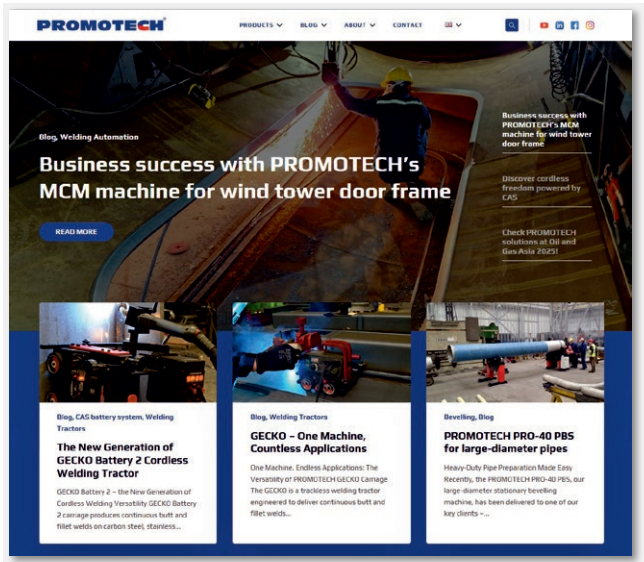 PROMOTECH®
PRODUCTS BLOG ABOUT CONTACT
Blog, Welding Automation
Business success with PROMOTECH's
MCM machine for wind tower door frame
READ MORE
Business success with
PROMOTECH's MCM
machine for wind tower
door frame
Discover cordless
freedom powered by
CAS
Check PROMOTECH
solutions at Oil and
Gas Asia 2025!
Blog, CAS battery system, Welding
Tractors
The New Generation of
GECKO Battery 2 Cordless
Welding Tractor
GECKO Battery 2 – the New Generation of
Cordless Welding Versatility GECKO Battery
2 carriage produces continuous butt and
fillet welds on carbon steel, stainless...
Blog, Welding Tractors
GECKO – One Machine,
Countless Applications
One Machine. Endless Applications: The
Versatility of PROMOTECH GECKO Carriage
The GECKO is a trackless welding tractor
engineered to deliver continuous butt and
fillet welds...
Bevelling, Blog
PROMOTECH PRO-40 PBS
for large-diameter pipes
Heavy-Duty Pipe Preparation Made Easy
Recently, the PROMOTECH PRO-40 PBS, our
large-diameter stationary bevelling
machine, has been delivered to one of our
key clients –...